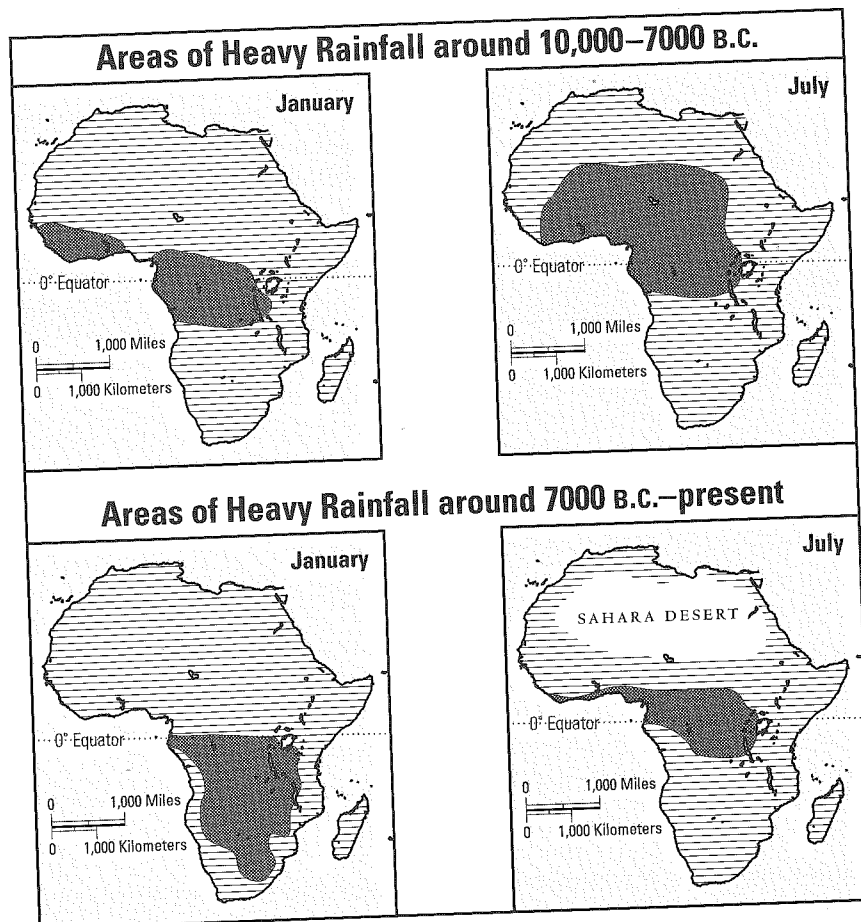 Areas of Heavy Rainfall around 10,000–7000 B.C.
January
0° Equator
0 1,000 Miles
0 1,000 Kilometers
July
0° Equator
0 1,000 Miles
0 1,000 Kilometers
Areas of Heavy Rainfall around 7000 B.C.–present
January
0° Equator
0 1,000 Miles
0 1,000 Kilometers
July
SAHARA DESERT
0° Equator
0 1,000 Miles
0 1,000 Kilometers